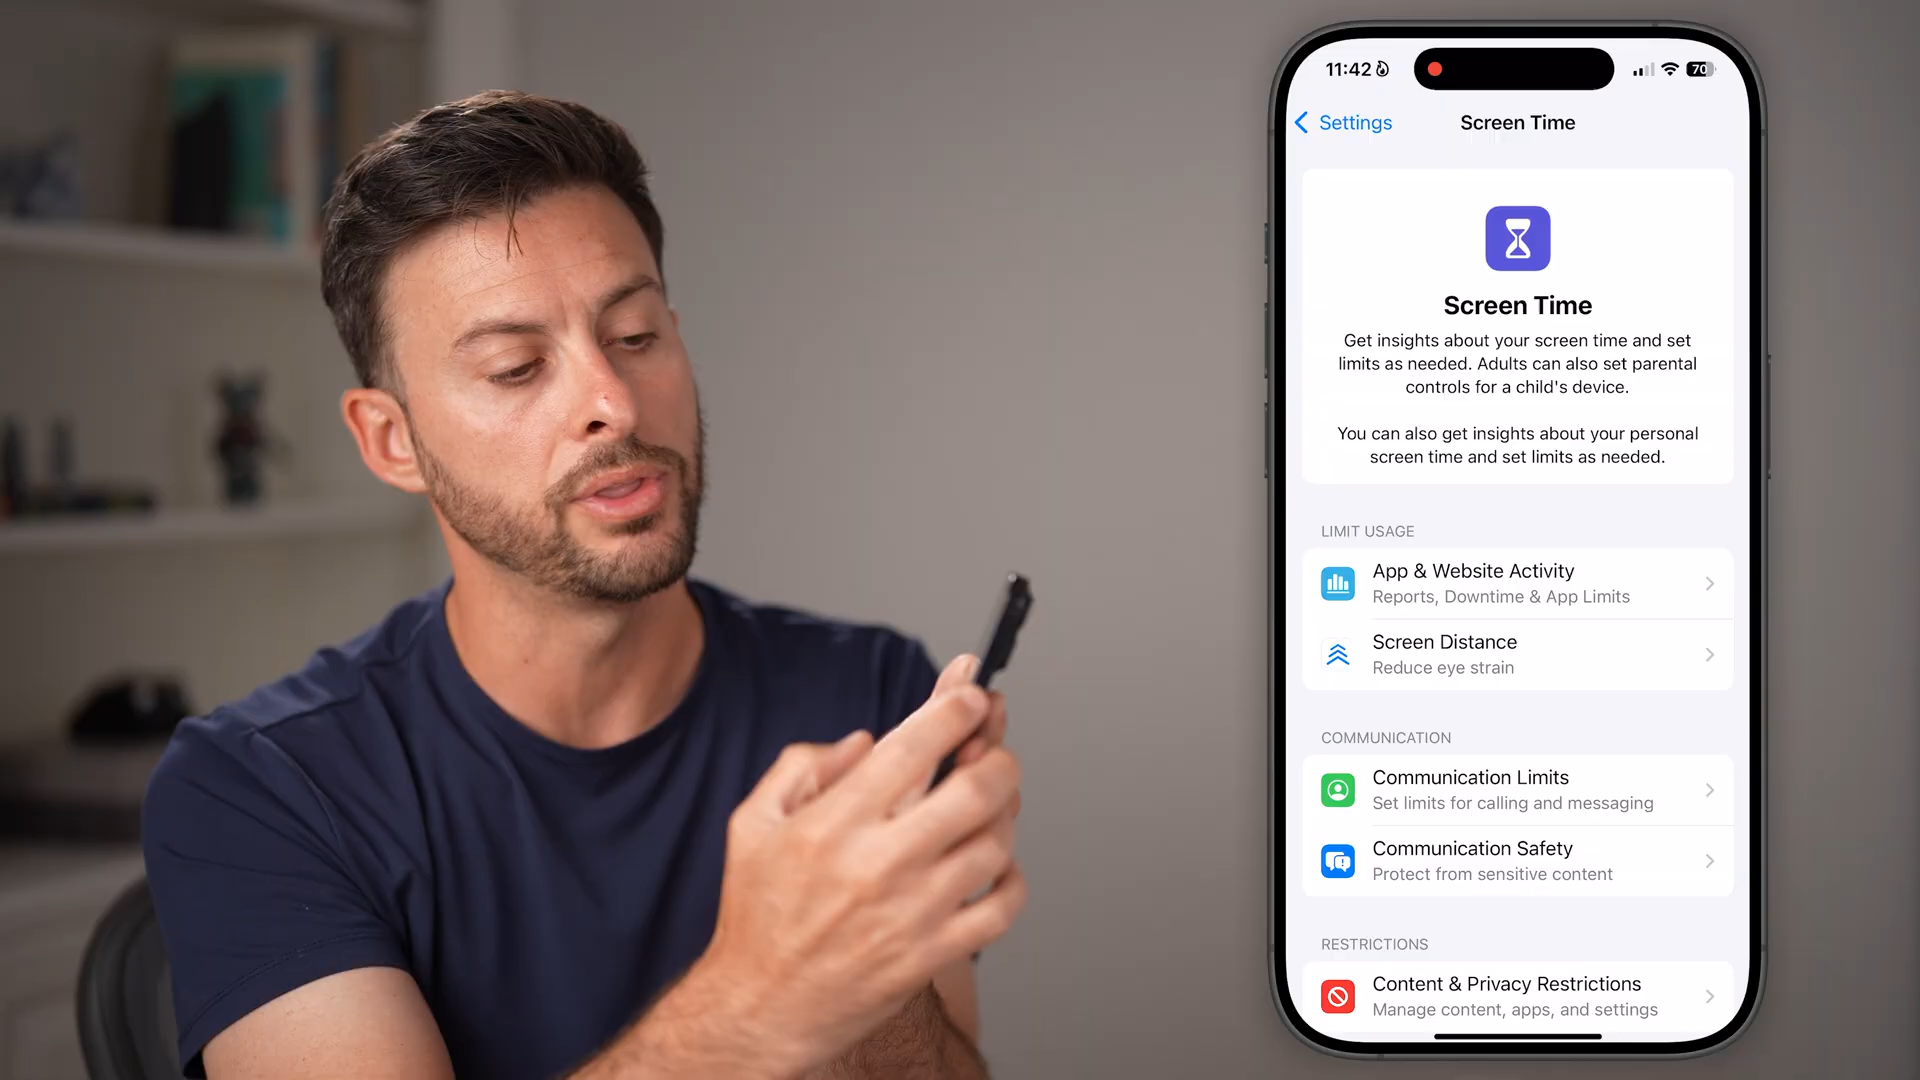 11:42
70
Settings
Screen Time
Screen Time
Get insights about your screen time and set
limits as needed. Adults can also set parental
controls for a child's device.
You can also get insights about your personal
screen time and set limits as needed.
LIMIT USAGE
App & Website Activity
Reports, Downtime & App Limits
Screen Distance
Reduce eye strain
COMMUNICATION
Communication Limits
Set limits for calling and messaging
Communication Safety
Protect from sensitive content
RESTRICTIONS
Content & Privacy Restrictions
Manage content, apps, and settings